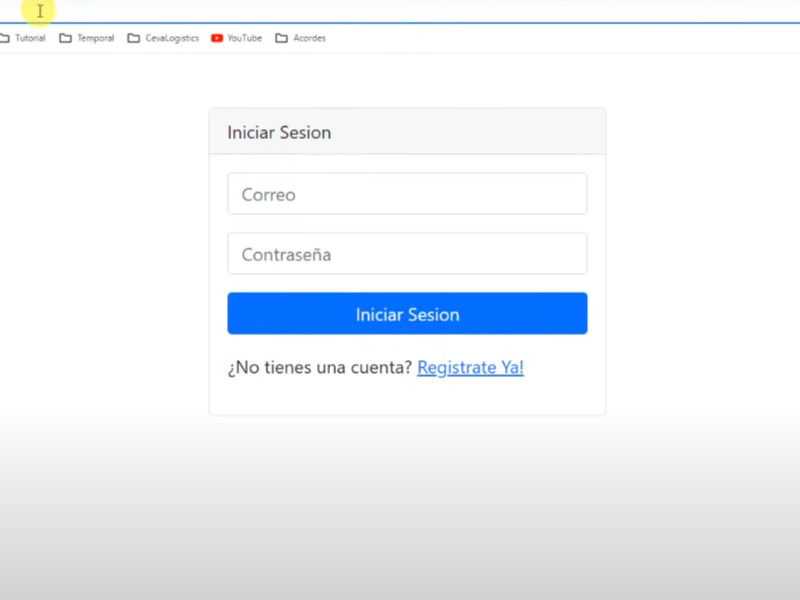 Tutorial Temporal CevaLogistics YouTube Acordes
Iniciar Sesion
Correo
Contraseña
Iniciar Sesion
¿No tienes una cuenta? Registrate Ya!